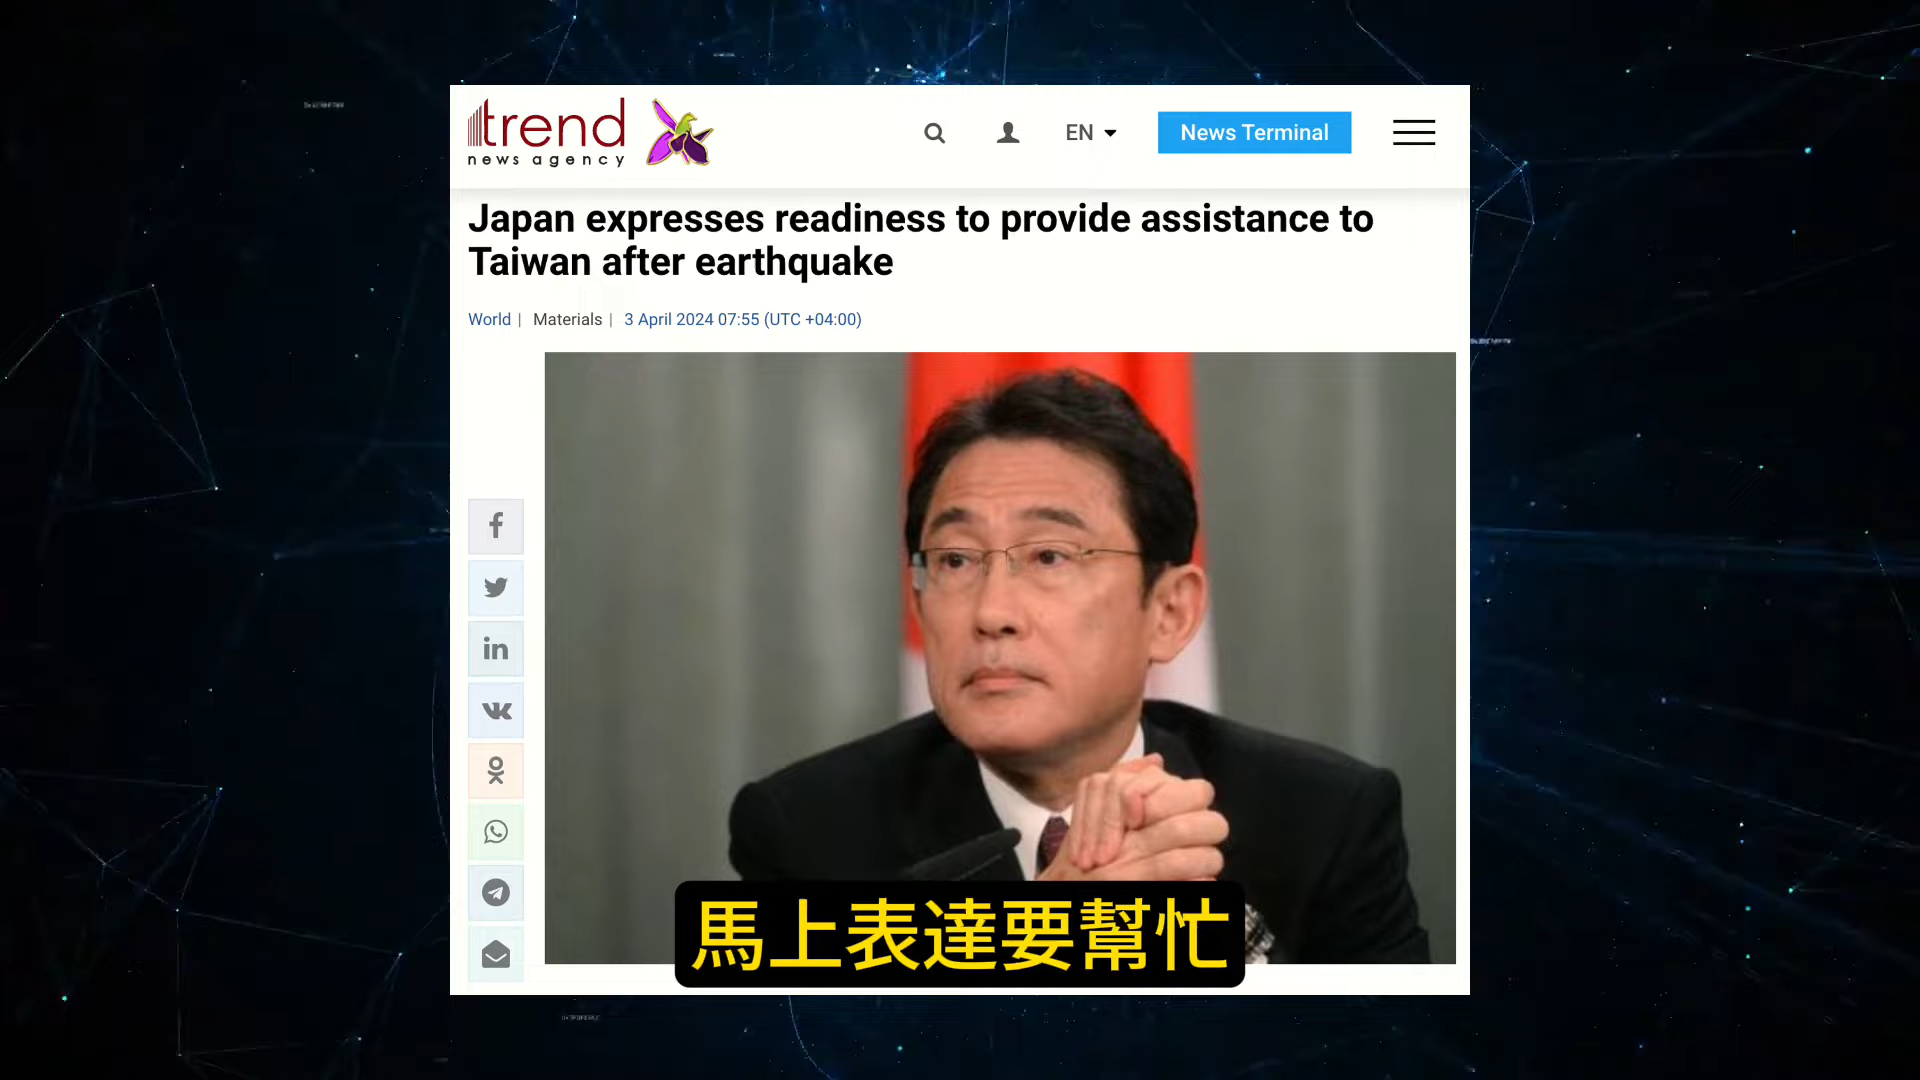 trend
news agency
EN
News Terminal
Japan expresses readiness to provide assistance to
Taiwan after earthquake
World | Materials | 3 April 2024 07:55 (UTC +04:00)
馬上表達要幫忙